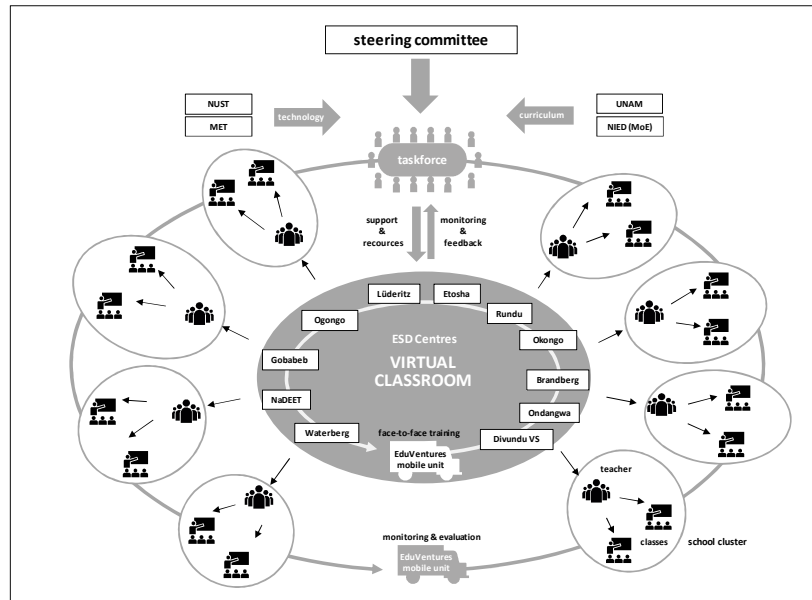 steering committee
NUST
MET
technology
curriculum
UNAM
NIED (MoE)
taskforce
support
&
recources
monitoring
&
feedback
Lüderitz
Etosha
Ogongo
Rundu
Gobabeb
ESD Centres
VIRTUAL
CLASSROOM
Okongo
Brandberg
NaDEET
Ondangwa
Waterberg
face-to-face training
Divundu VS
EduVentures
mobile unit
teacher
classes
school cluster
monitoring & evaluation
EduVentures
mobile unit